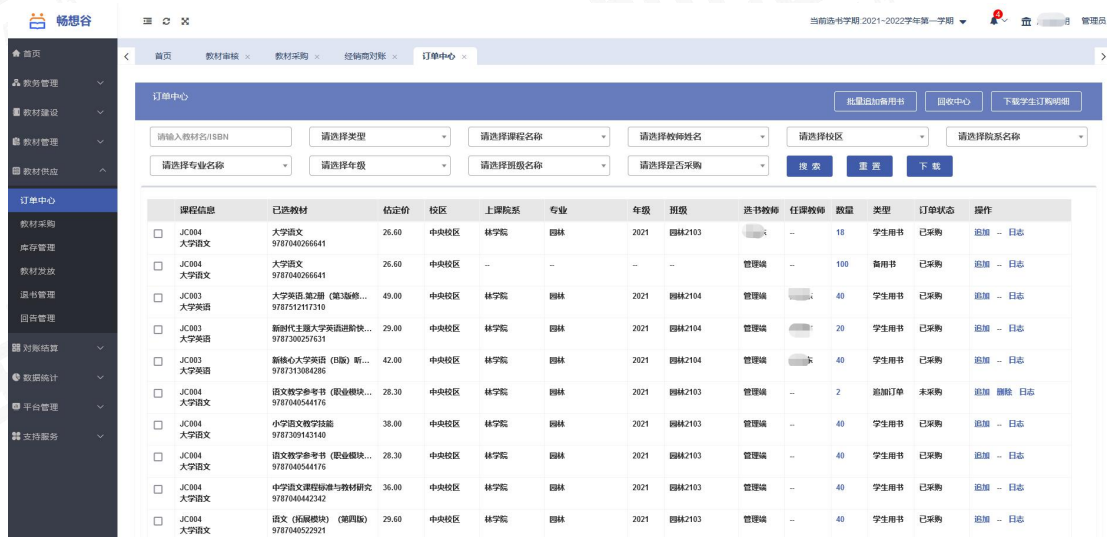 畅想谷
当前选书学期:2021-2022学年第一学期
4
管理员
首页
教务管理
教材建设
教材管理
教材供应
订单中心
教材采购
库存管理
教材发放
退书管理
回告管理
对账结算
数据统计
平台管理
支持服务
首页 教材审核 × 教材采购 × 经销商对账 × 订单中心 ×
订单中心 批量追加备用书 回收中心 下载学生订购明细
请输入教材名/ISBN 请选择类型 请选择课程名称 请选择教师姓名 请选择校区 请选择院系名称
请选择专业名称 请选择年级 请选择班级名称 请选择是否采购 搜 索 重 置 下 载
课程信息 已选教材 估定价 校区 上课院系 专业 年级 班级 选书教师 任课教师 数量 类型 订单状态 操作
JC004 大学语文 26.60 中央校区 林学院 园林 2021 园林2103 -- 18 学生用书 已采购 追加 -- 日志
大学语文 9787040266641
JC004 大学语文 26.60 中央校区 -- -- -- -- 管理端 -- 100 备用书 已采购 追加 -- 日志
大学语文 9787040266641
JC003 大学英语.第2册 (第3版修... 49.00 中央校区 林学院 园林 2021 园林2104 管理端 40 学生用书 已采购 追加 -- 日志
大学英语 9787512117310
JC003 新时代主题大学英语进阶快... 29.00 中央校区 林学院 园林 2021 园林2104 管理端 20 学生用书 已采购 追加 -- 日志
大学英语 9787300257631
JC003 新核心大学英语 (B版) 听... 42.00 中央校区 林学院 园林 2021 园林2104 管理端 40 学生用书 已采购 追加 -- 日志
大学英语 9787313084286
JC004 语文教学参考书 (职业模块... 28.30 中央校区 林学院 园林 2021 园林2103 管理端 -- 2 追加订单 未采购 追加 删除 日志
大学语文 9787040544176
JC004 小学语文教学技能 38.00 中央校区 林学院 园林 2021 园林2103 管理端 -- 40 学生用书 已采购 追加 -- 日志
大学语文 9787309143140
JC004 语文教学参考书 (职业模块... 28.30 中央校区 林学院 园林 2021 园林2103 管理端 -- 40 学生用书 已采购 追加 -- 日志
大学语文 9787040544176
JC004 中学语文课程标准与教材研究 36.00 中央校区 林学院 园林 2021 园林2103 管理端 -- 40 学生用书 已采购 追加 -- 日志
大学语文 9787040442342
JC004 语文 (拓展模块) (第四版) 29.60 中央校区 林学院 园林 2021 园林2103 管理端 -- 40 学生用书 已采购 追加 -- 日志
大学语文 9787040522921